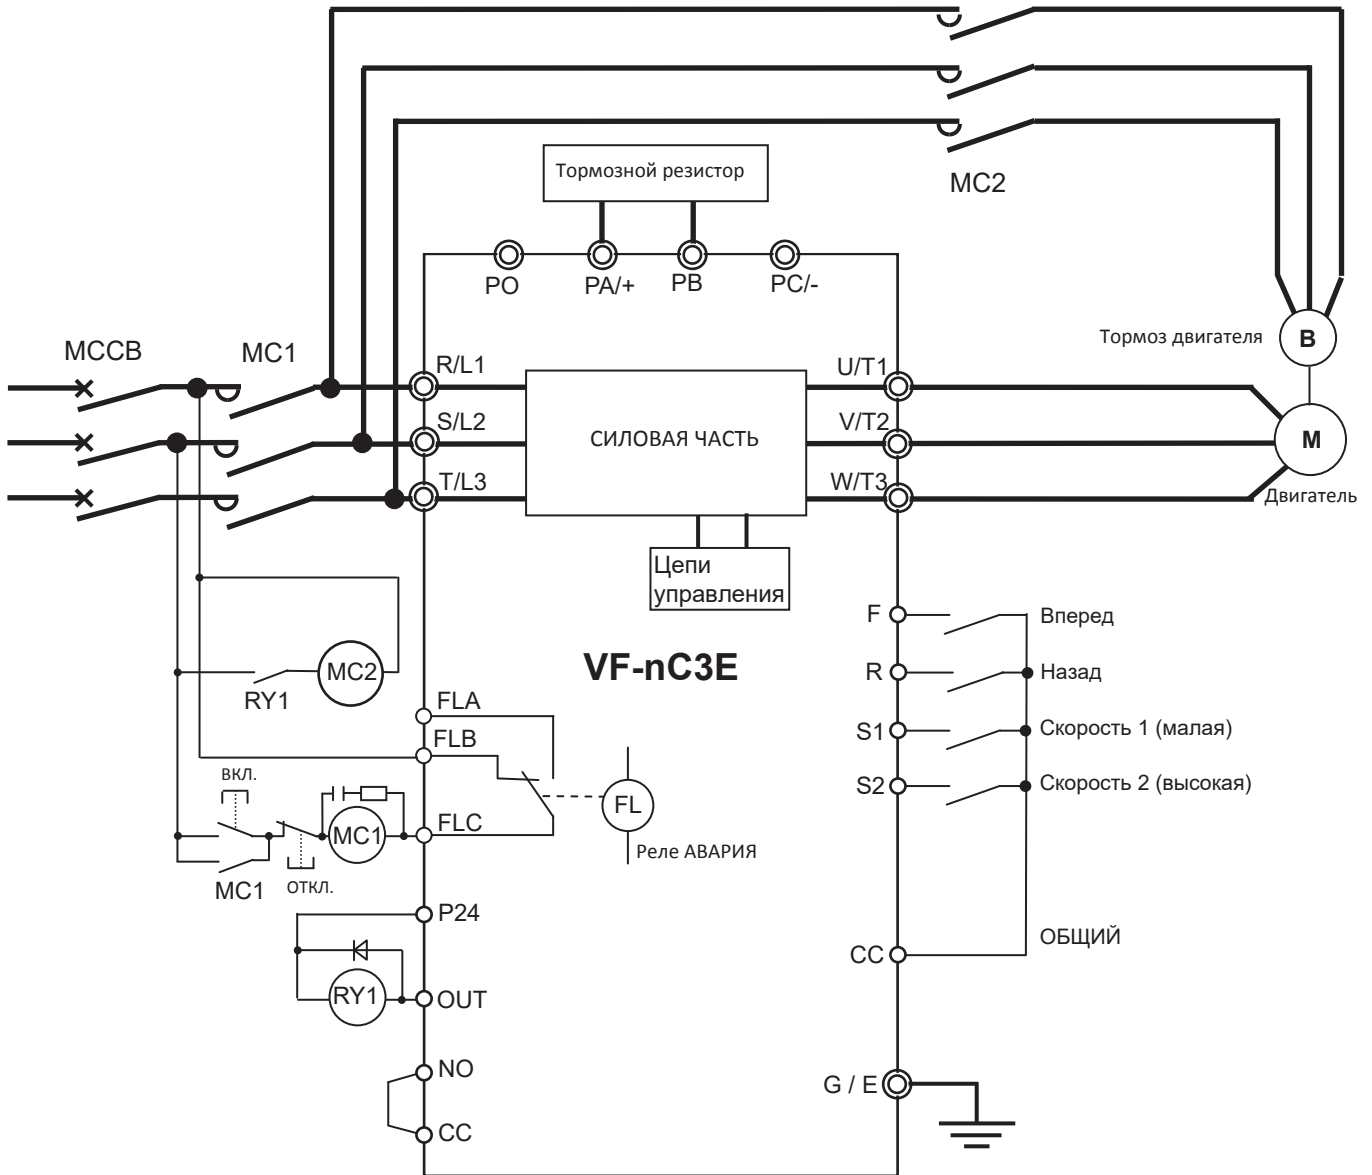 MC2
Тормозной резистор
PO
PA/+
PB
PC/-
Тормоз двигателя
B
MCCB
MC1
R/L1
S/L2
T/L3
СИЛОВАЯ ЧАСТЬ
U/T1
V/T2
W/T3
M
Двигатель
Цепи
управления
VF-nC3E
F
Вперед
R
Назад
S1
Скорость 1 (малая)
S2
Скорость 2 (высокая)
CC
ОБЩИЙ
G / E
RY1
MC2
FLA
FLB
FLC
FL
Реле АВАРИЯ
ВКЛ.
MC1
MC1
ОТКЛ.
P24
RY1
OUT
NO
CC